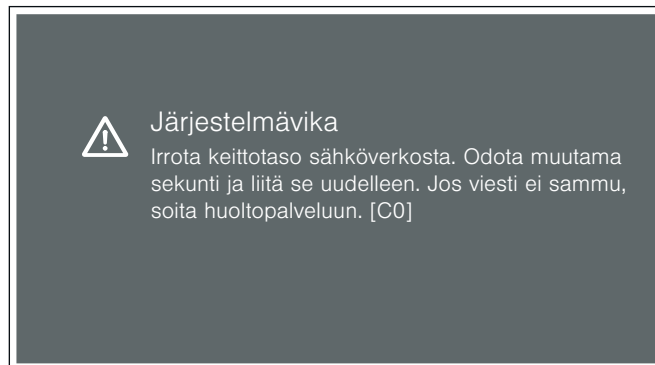 Järjestelmävika
Irrota keittotaso sähköverkosta. Odota muutama
sekunti ja liitä se uudelleen. Jos viesti ei sammu,
soita huoltopalveluun. [C0]